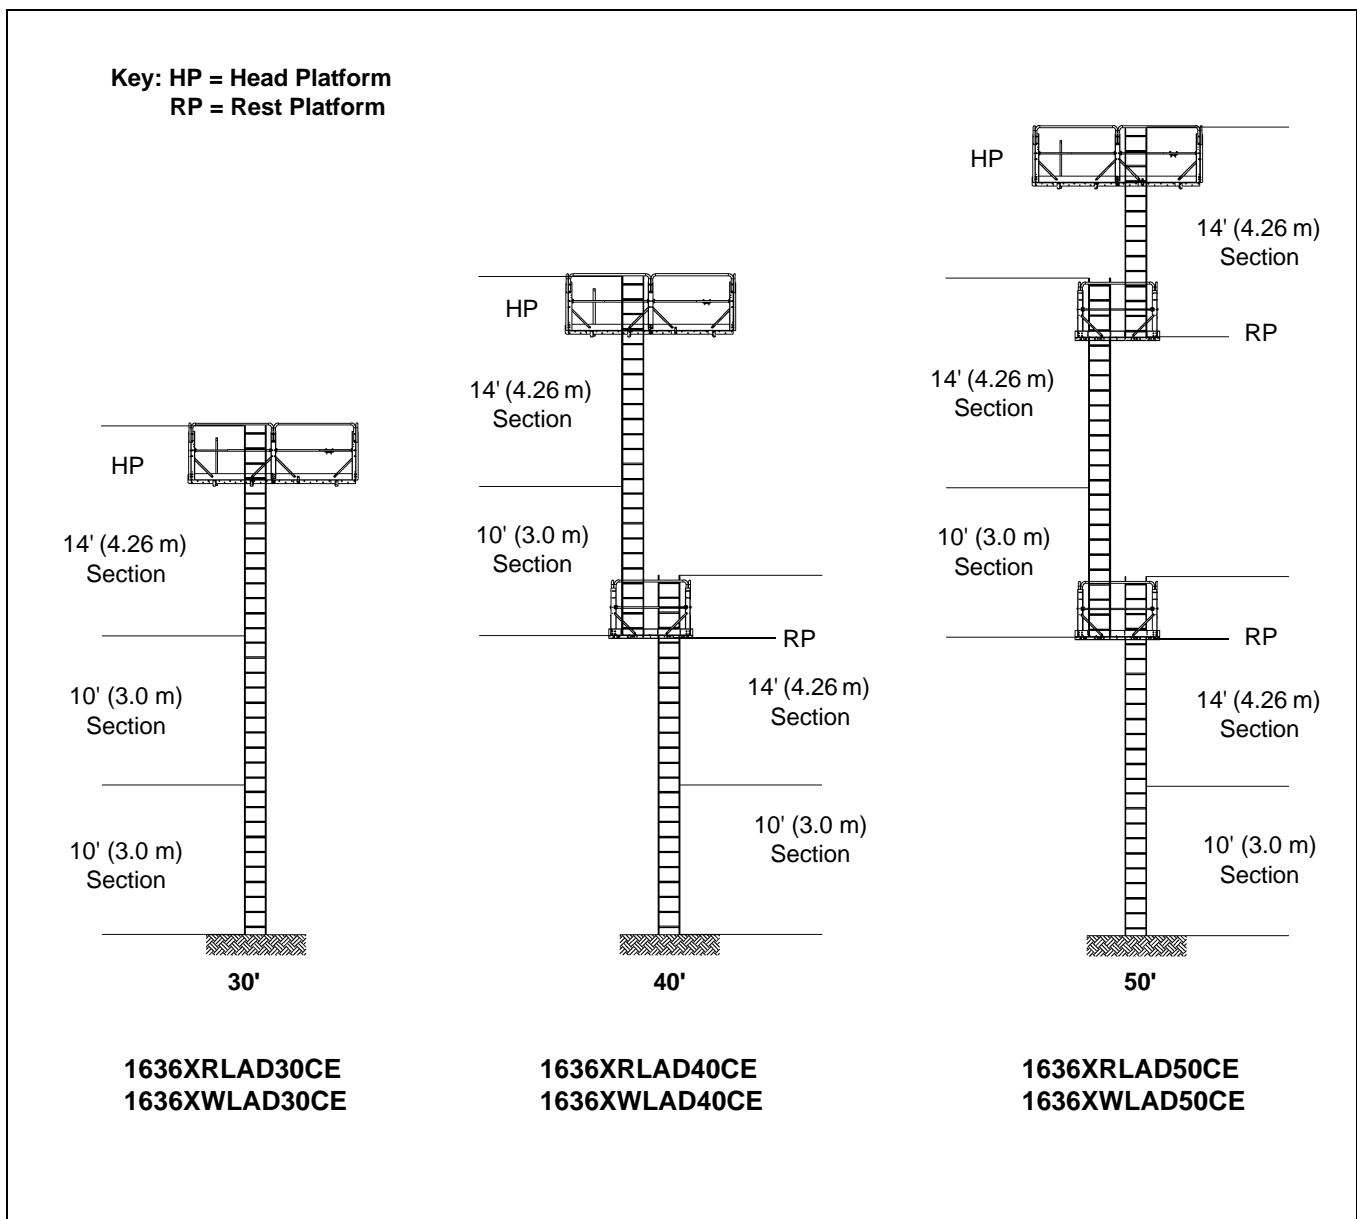 Key: HP = Head Platform
RP = Rest Platform
HP
14' (4.26 m)
Section
10' (3.0 m)
Section
10' (3.0 m)
Section
30'
1636XRLAD30CE
1636XWLAD30CE
HP
14' (4.26 m)
Section
10' (3.0 m)
Section
RP
14' (4.26 m)
Section
10' (3.0 m)
Section
40'
1636XRLAD40CE
1636XWLAD40CE
HP
14' (4.26 m)
Section
RP
14' (4.26 m)
Section
10' (3.0 m)
Section
RP
14' (4.26 m)
Section
10' (3.0 m)
Section
50'
1636XRLAD50CE
1636XWLAD50CE